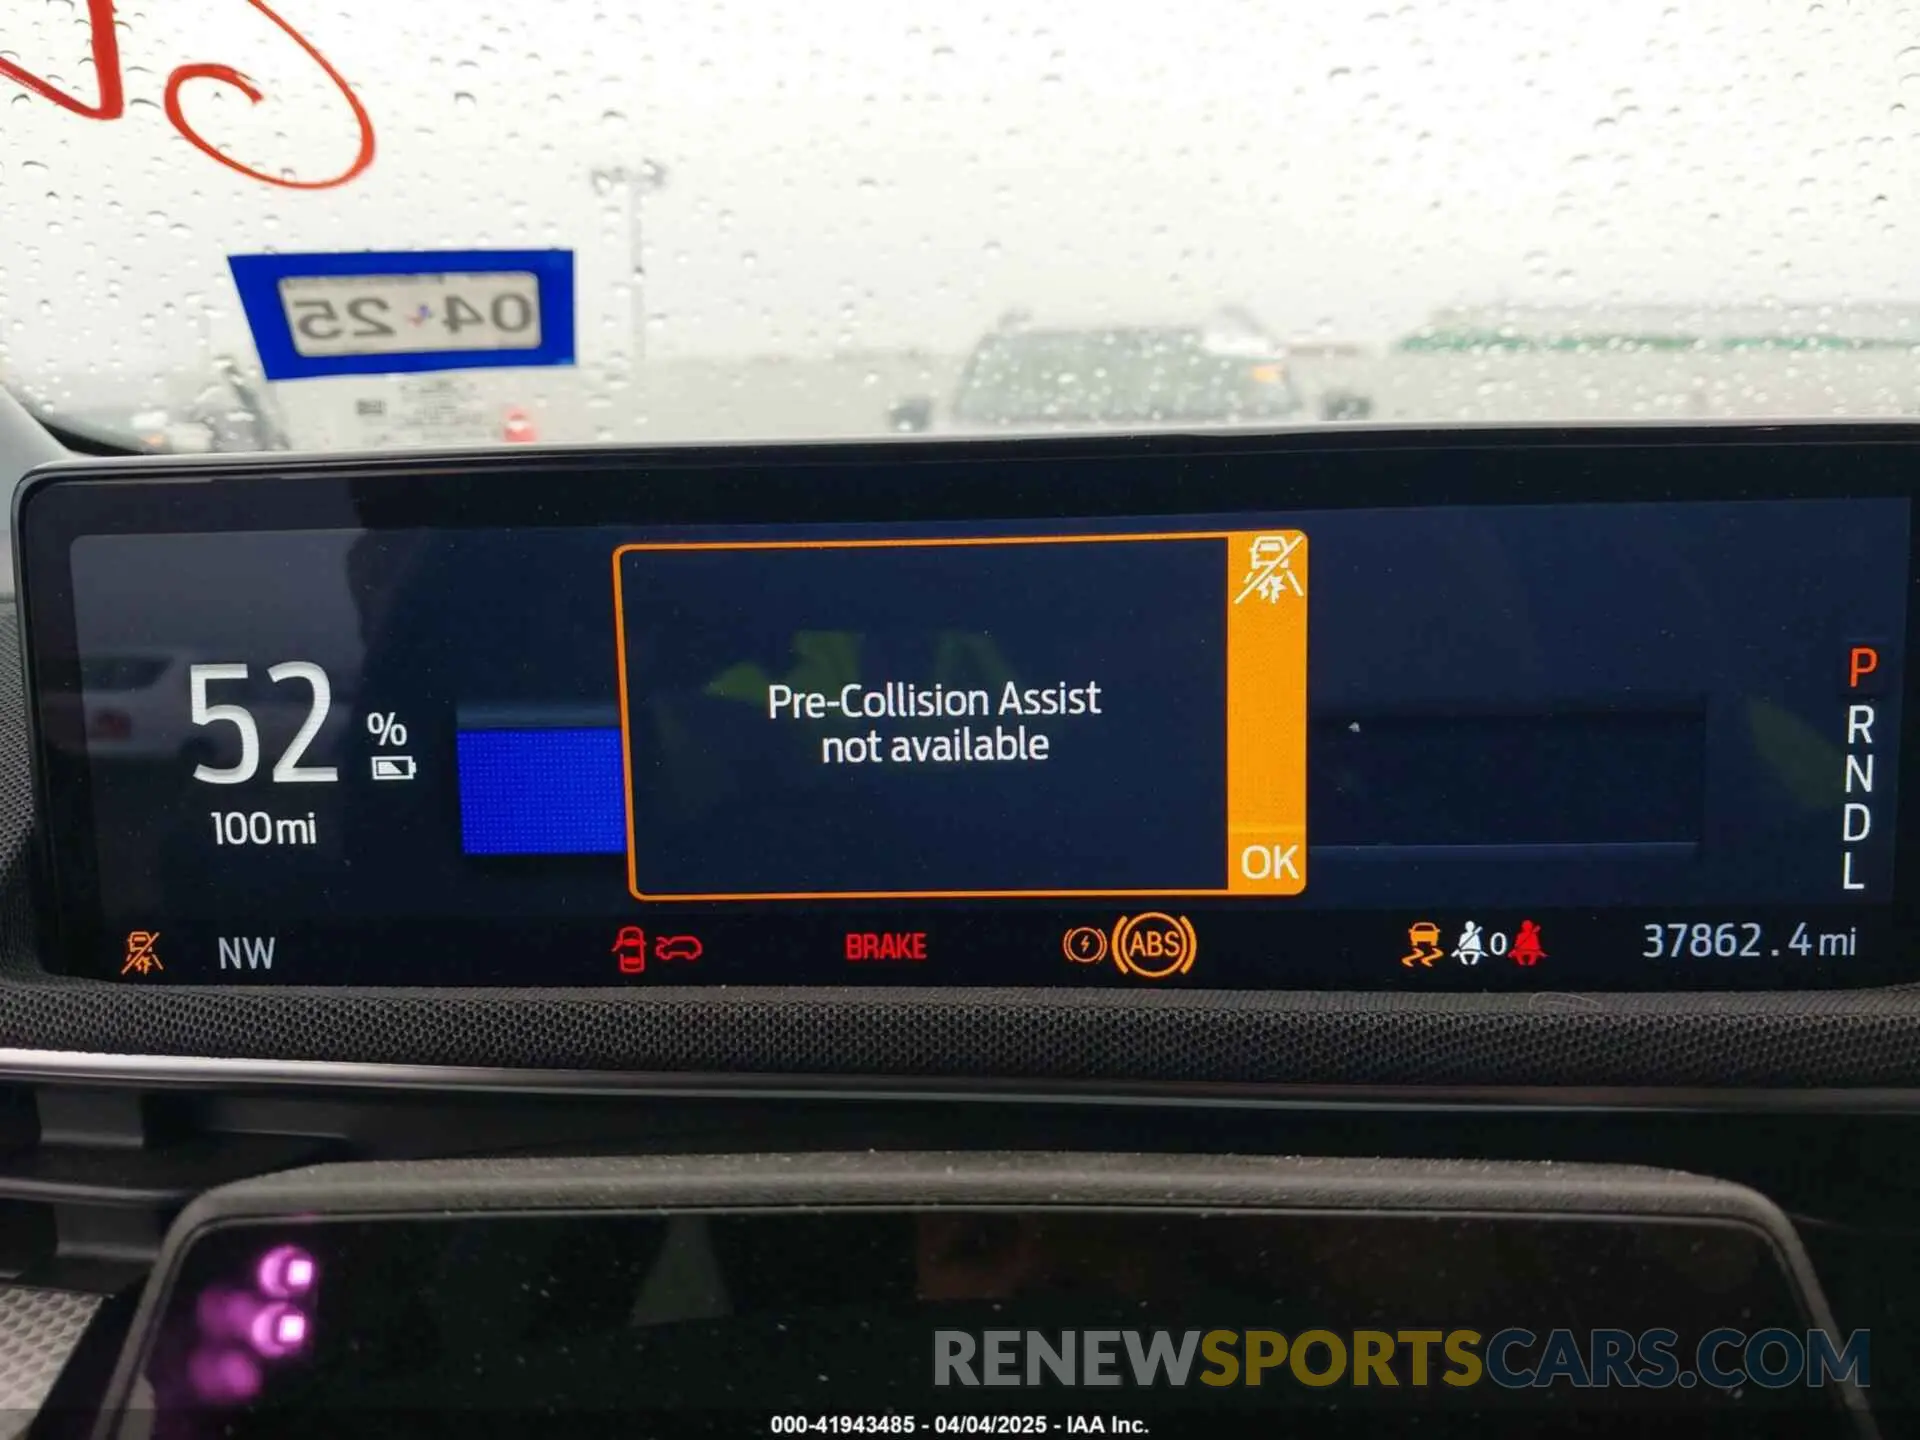 04 25
Pre-Collision Assist
not available
OK
52 %
100mi
P
R
N
D
L
NW
BRAKE
ABS
0
37862.4 mi
RENEWSPORTSCARS.COM
000-41943485 - 04/04/2025 - IAA Inc.